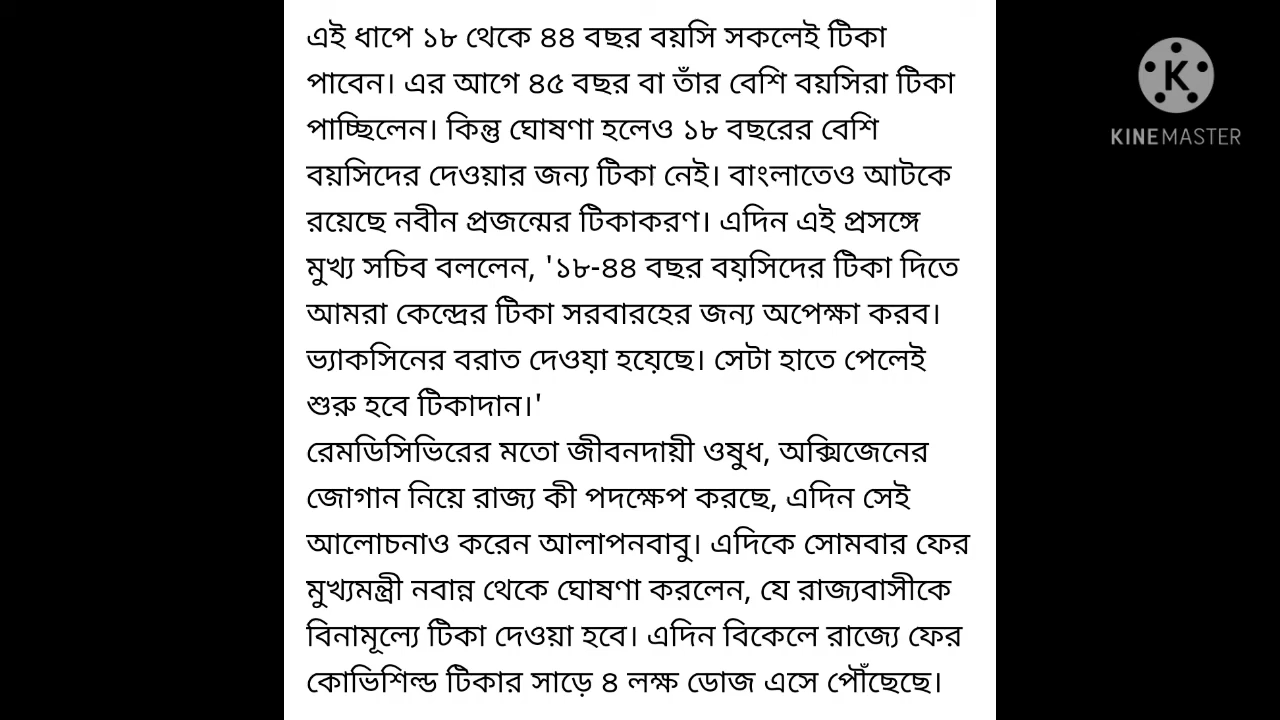 এই ধাপে ১৮ থেকে ৪৪ বছর বয়সি সকলেই টিকা
পাবেন। এর আগে ৪৫ বছর বা তাঁর বেশি বয়সিরা টিকা
পাচ্ছিলেন। কিন্তু ঘোষণা হলেও ১৮ বছরের বেশি
বয়সিদের দেওয়ার জন্য টিকা নেই। বাংলাতেও আটকে
রয়েছে নবীন প্রজন্মের টিকাকরণ। এদিন এই প্রসঙ্গে
মুখ্য সচিব বললেন, '১৮-৪৪ বছর বয়সিদের টিকা দিতে
আমরা কেন্দ্রের টিকা সরবারহের জন্য অপেক্ষা করব।
ভ্যাকসিনের বরাত দেওয়া হয়েছে। সেটা হাতে পেলেই
শুরু হবে টিকাদান।'
রেমডিসিভিরের মতো জীবনদায়ী ওষুধ, অক্সিজেনের
জোগান নিয়ে রাজ্য কী পদক্ষেপ করছে, এদিন সেই
আলোচনাও করেন আলাপনবাবু। এদিকে সোমবার ফের
মুখ্যমন্ত্রী নবান্ন থেকে ঘোষণা করলেন, যে রাজ্যবাসীকে
বিনামূল্যে টিকা দেওয়া হবে। এদিন বিকেলে রাজ্যে ফের
কোভিশিল্ড টিকার সাড়ে ৪ লক্ষ ডোজ এসে পৌঁছেছে।
K
KINEMASTER